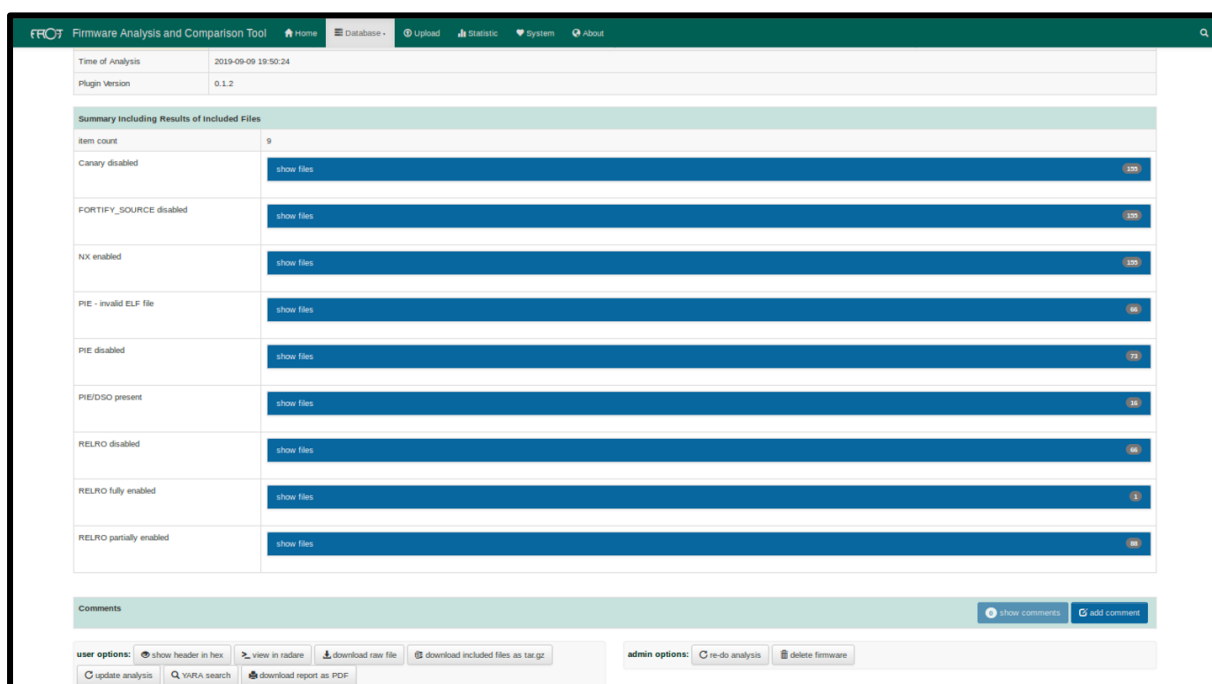 FACT Firmware Analysis and Comparison Tool Home Database Upload Statistic System About
Time of Analysis 2019-09-09 19:50:24
Plugin Version 0.1.2
Summary Including Results of Included Files
item count 9
Canary disabled show files 155
FORTIFY_SOURCE disabled show files 155
NX enabled show files 155
PIE - invalid ELF file show files 66
PIE disabled show files 73
PIE/DSO present show files 16
RELRO disabled show files 66
RELRO fully enabled show files 1
RELRO partially enabled show files 88
Comments 0 show comments add comment
user options: show header in hex >_ view in radare download raw file download included files as tar.gz admin options: re-do analysis delete firmware
update analysis YARA search download report as PDF